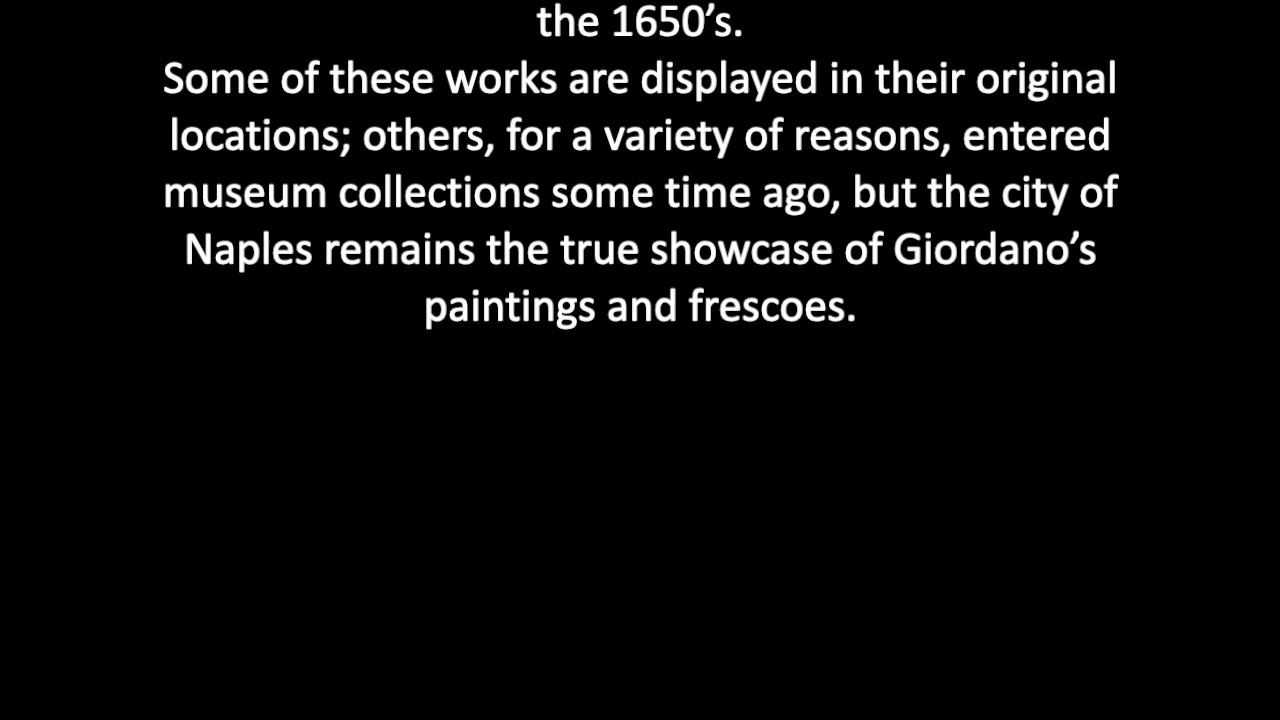 the 1650’s.
Some of these works are displayed in their original
locations; others, for a variety of reasons, entered
museum collections some time ago, but the city of
Naples remains the true showcase of Giordano’s
paintings and frescoes.